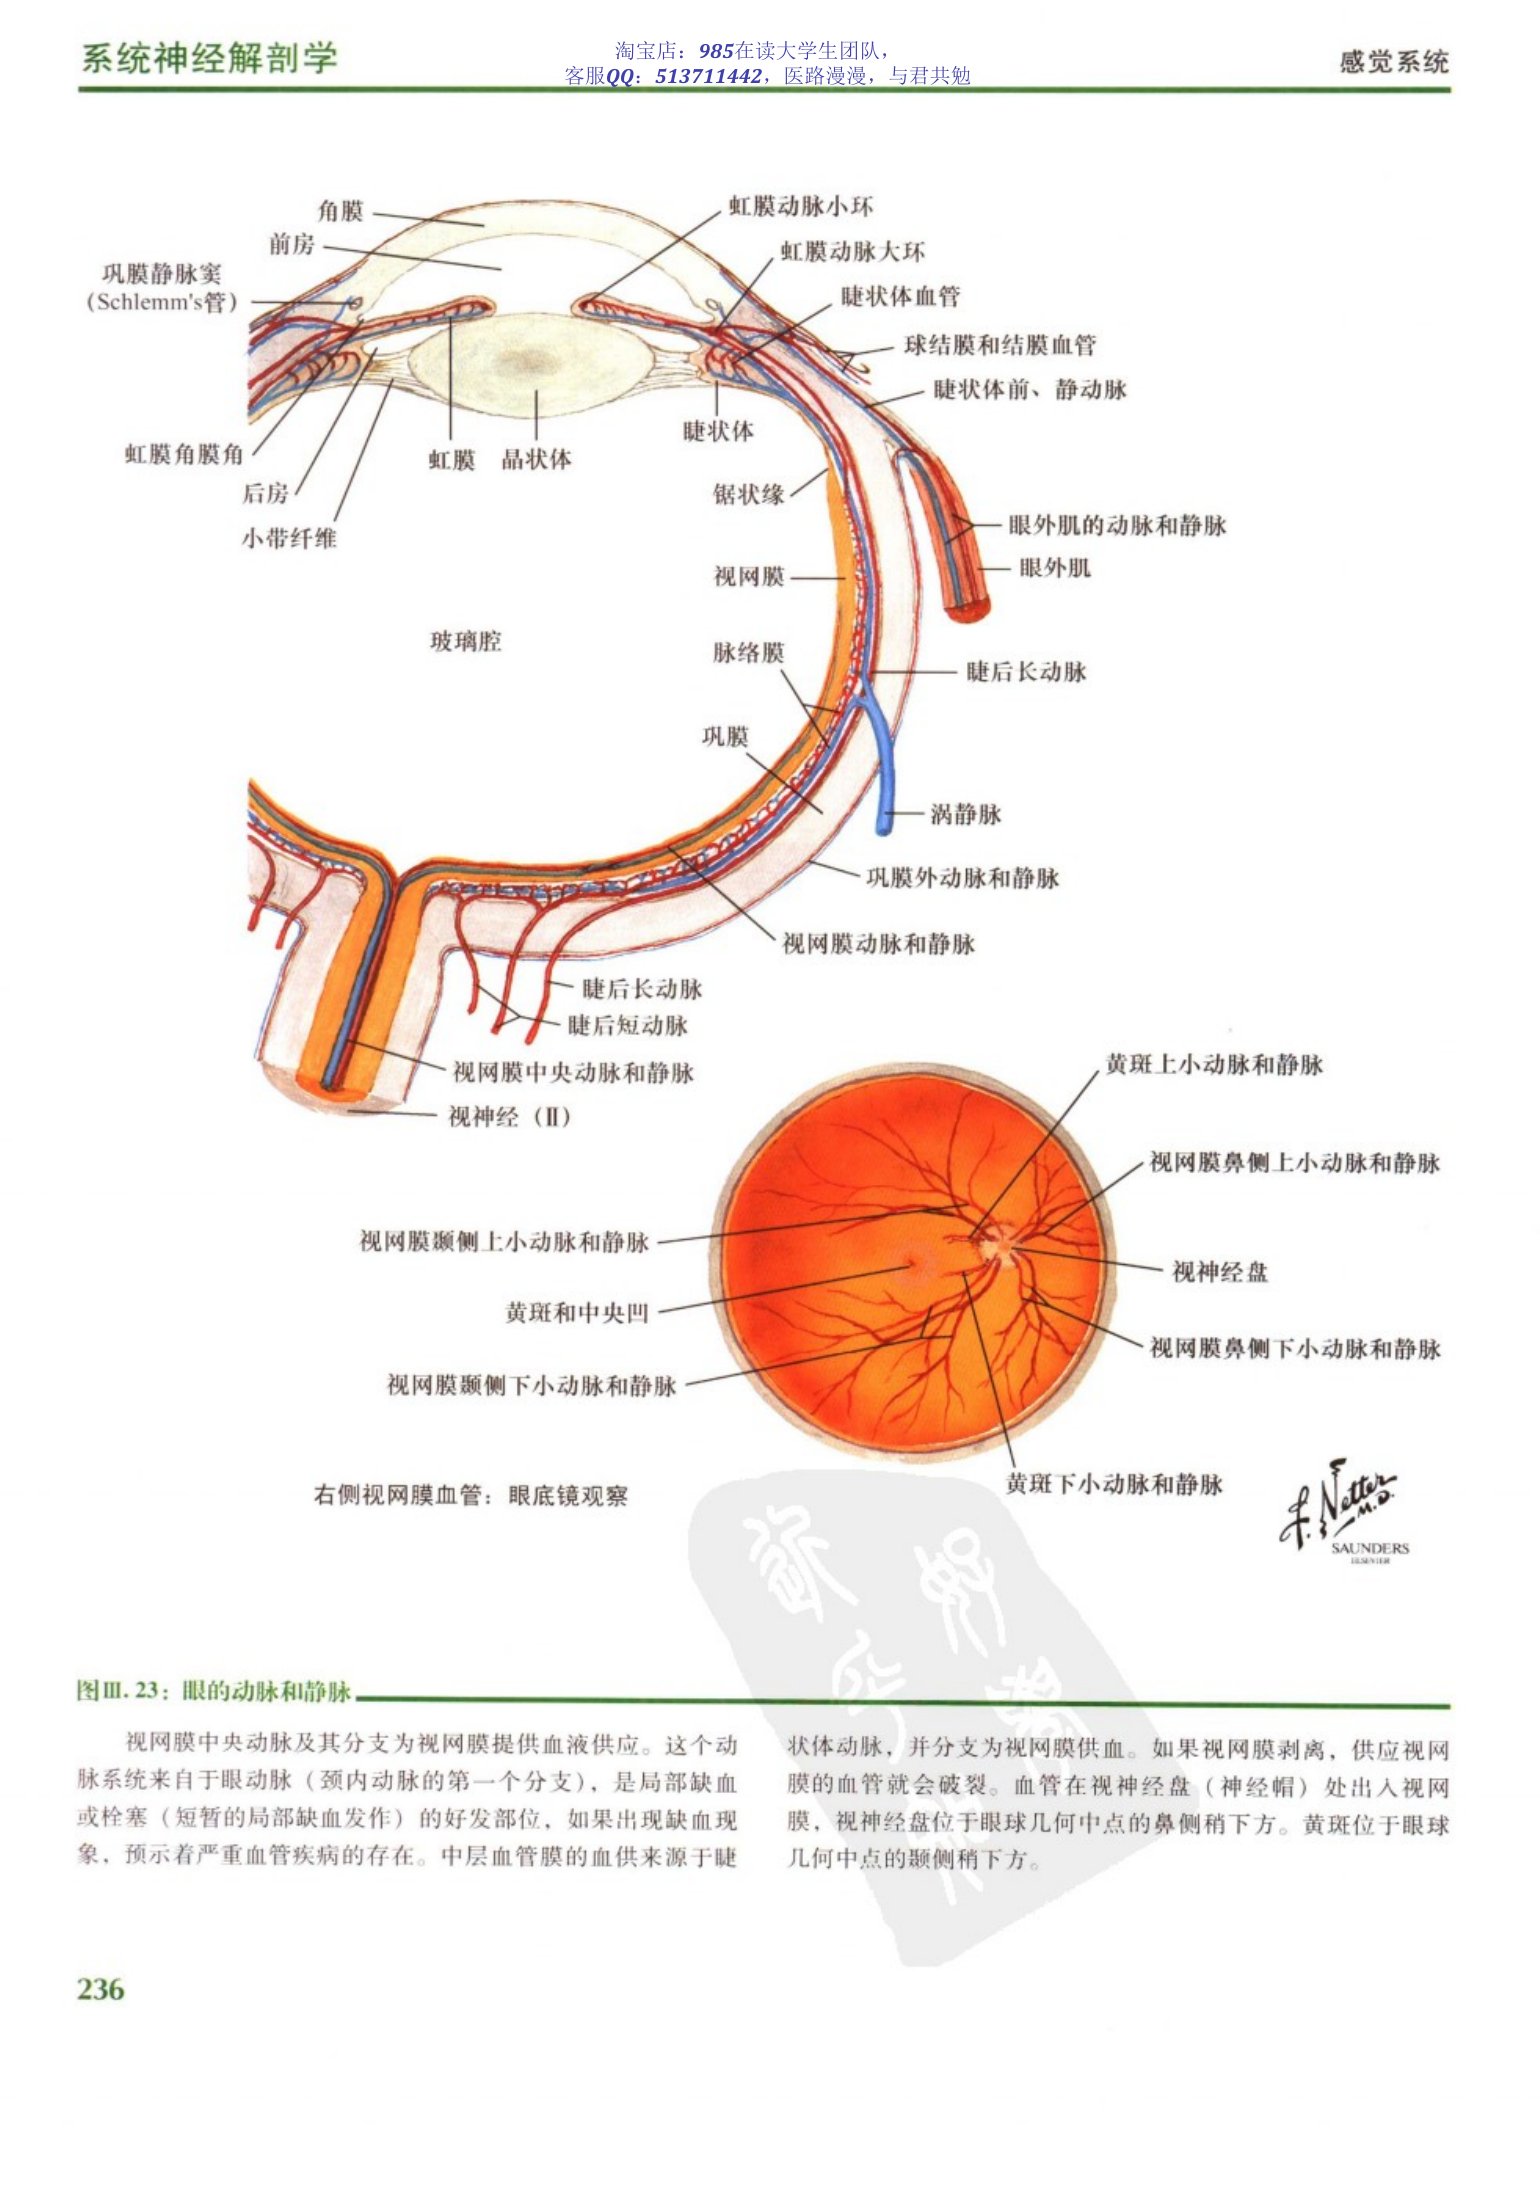 系统神经解剖学
淘宝店：985在读大学生团队，
客服QQ：513711442，医路漫漫，与君共勉
感觉系统
角膜
前房
巩膜静脉窦
(Schlemm's管)
虹膜动脉小环
虹膜动脉大环
睫状体血管
球结膜和结膜血管
睫状体前、静动脉
虹膜角膜角
后房
小带纤维
虹膜
晶状体
睫状体
锯状缘
眼外肌的动脉和静脉
眼外肌
视网膜
玻璃腔
脉络膜
睫后长动脉
巩膜
涡静脉
巩膜外动脉和静脉
视网膜动脉和静脉
睫后长动脉
睫后短动脉
视网膜中央动脉和静脉
视神经（Ⅱ）
黄斑上小动脉和静脉
视网膜鼻侧上小动脉和静脉
视网膜颞侧上小动脉和静脉
视神经盘
黄斑和中央凹
视网膜鼻侧下小动脉和静脉
视网膜颞侧下小动脉和静脉
黄斑下小动脉和静脉
右侧视网膜血管：眼底镜观察
F. Netter
M.D.
SAUNDERS
ELSEVIER
图Ⅲ. 23：眼的动脉和静脉
视网膜中央动脉及其分支为视网膜提供血液供应。这个动
脉系统来自于眼动脉（颈内动脉的第一个分支），是局部缺血
或栓塞（短暂的局部缺血发作）的好发部位，如果出现缺血现
象，预示着严重血管疾病的存在。中层血管膜的血供来源于睫
状体动脉，并分支为视网膜供血。如果视网膜剥离，供应视网
膜的血管就会破裂。血管在视神经盘（神经帽）处出入视网
膜，视神经盘位于眼球几何中点的鼻侧稍下方。黄斑位于眼球
几何中点的颞侧稍下方。
236